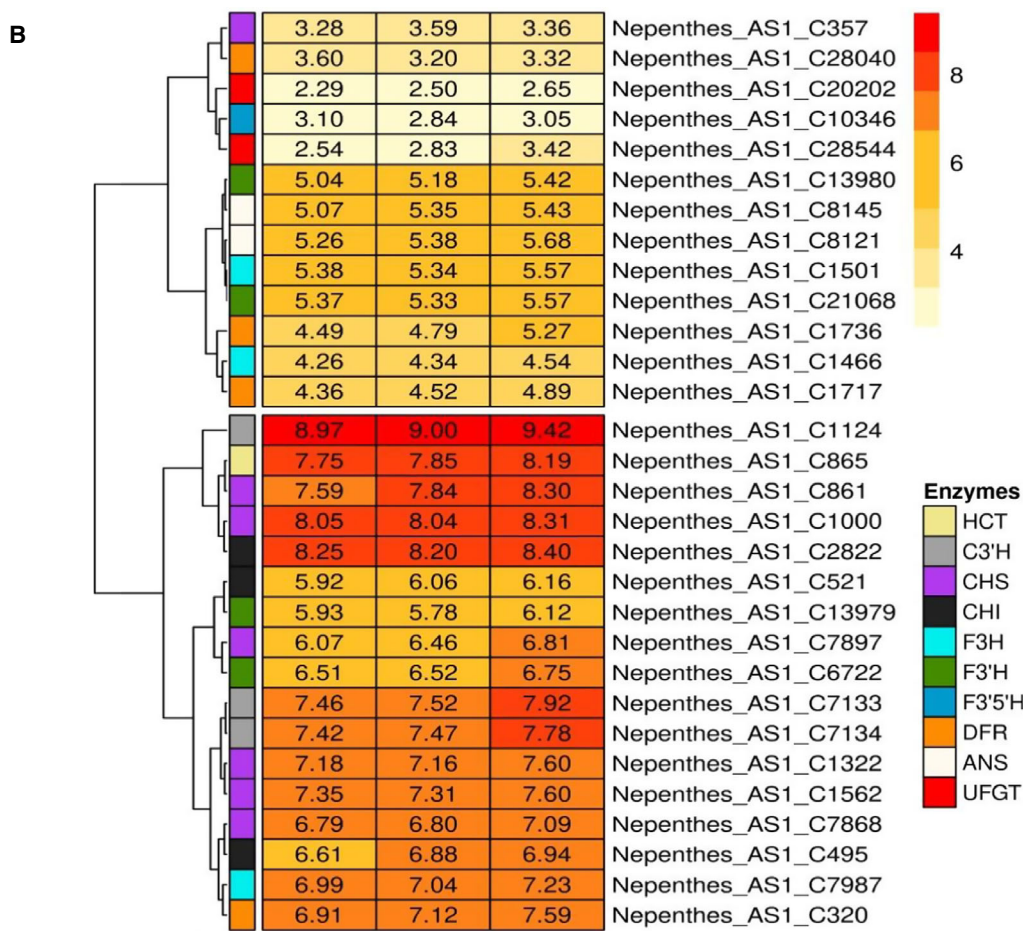 B
3.28 3.59 3.36 Nepenthes_AS1_C357
3.60 3.20 3.32 Nepenthes_AS1_C28040
2.29 2.50 2.65 Nepenthes_AS1_C20202
3.10 2.84 3.05 Nepenthes_AS1_C10346
2.54 2.83 3.42 Nepenthes_AS1_C28544
5.04 5.18 5.42 Nepenthes_AS1_C13980
5.07 5.35 5.43 Nepenthes_AS1_C8145
5.26 5.38 5.68 Nepenthes_AS1_C8121
5.38 5.34 5.57 Nepenthes_AS1_C1501
5.37 5.33 5.57 Nepenthes_AS1_C21068
4.49 4.79 5.27 Nepenthes_AS1_C1736
4.26 4.34 4.54 Nepenthes_AS1_C1466
4.36 4.52 4.89 Nepenthes_AS1_C1717
8.97 9.00 9.42 Nepenthes_AS1_C1124
7.75 7.85 8.19 Nepenthes_AS1_C865
7.59 7.84 8.30 Nepenthes_AS1_C861
8.05 8.04 8.31 Nepenthes_AS1_C1000
8.25 8.20 8.40 Nepenthes_AS1_C2822
5.92 6.06 6.16 Nepenthes_AS1_C521
5.93 5.78 6.12 Nepenthes_AS1_C13979
6.07 6.46 6.81 Nepenthes_AS1_C7897
6.51 6.52 6.75 Nepenthes_AS1_C6722
7.46 7.52 7.92 Nepenthes_AS1_C7133
7.42 7.47 7.78 Nepenthes_AS1_C7134
7.18 7.16 7.60 Nepenthes_AS1_C1322
7.35 7.31 7.60 Nepenthes_AS1_C1562
6.79 6.80 7.09 Nepenthes_AS1_C7868
6.61 6.88 6.94 Nepenthes_AS1_C495
6.99 7.04 7.23 Nepenthes_AS1_C7987
6.91 7.12 7.59 Nepenthes_AS1_C320
8
6
4
Enzymes
HCT
C3'H
CHS
CHI
F3H
F3'H
F3'5'H
DFR
ANS
UFGT